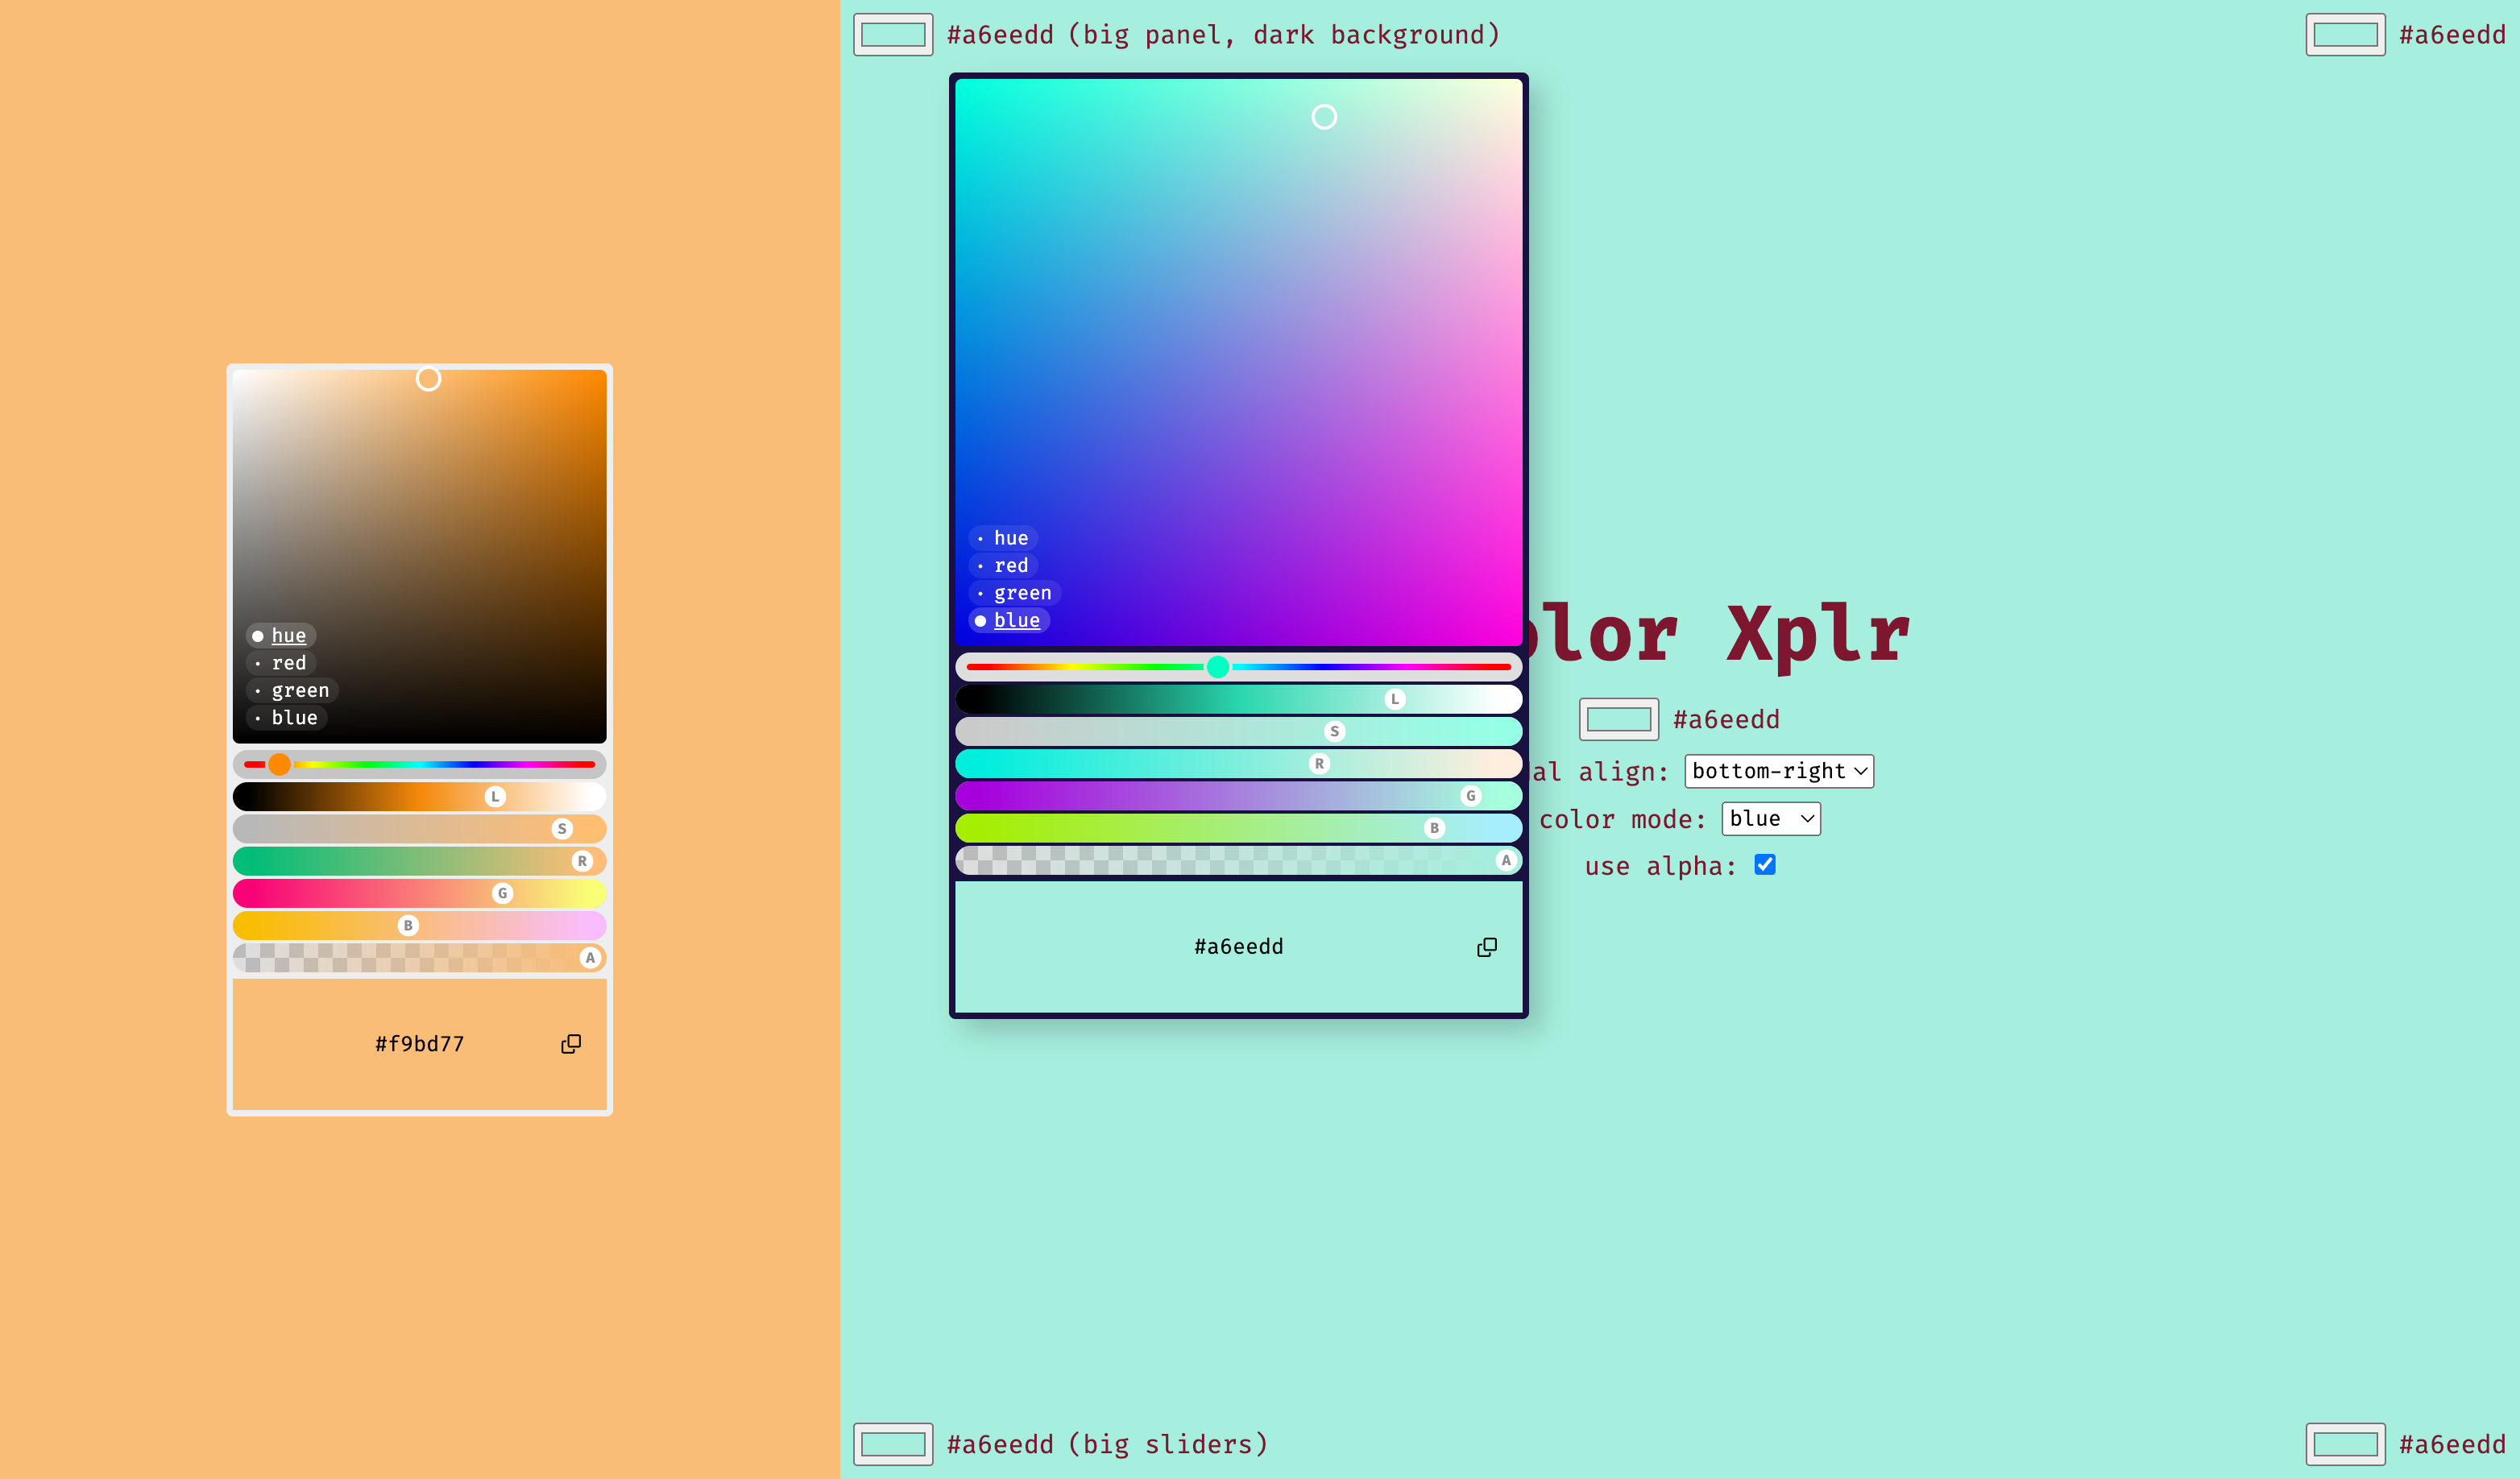 #a6eedd (big panel, dark background)
#a6eedd
hue
red
green
blue
L
S
R
G
B
A
#f9bd77
hue
red
green
blue
L
S
R
G
B
A
#a6eedd
lor Xplr
#a6eedd
al align: bottom-right
color mode: blue
use alpha:
#a6eedd (big sliders)
#a6eedd